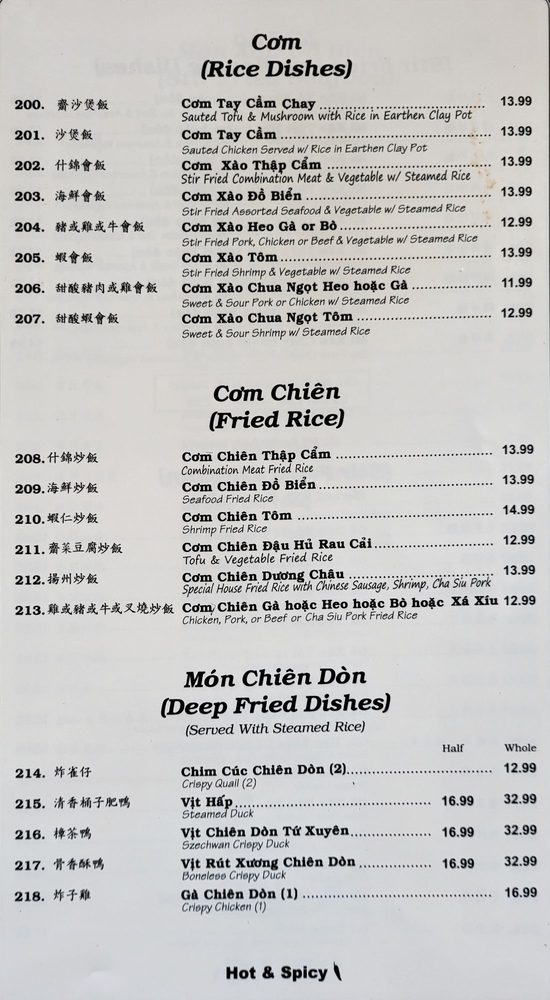 Cơm
(Rice Dishes)
200. 齋沙煲飯 Cơm Tay Cầm Chay 13.99
Sauted Tofu & Mushroom with Rice in Earthen Clay Pot
201. 沙煲飯 Cơm Tay Cầm 13.99
Sauted Chicken Served w/ Rice in Earthen Clay Pot
202. 什錦會飯 Cơm Xào Thập Cẩm 13.99
Stir Fried Combination Meat & Vegetable w/ Steamed Rice
203. 海鮮會飯 Cơm Xào Đồ Biển 13.99
Stir Fried Assorted Seafood & Vegetable w/ Steamed Rice
204. 豬或雞或牛會飯 Cơm Xào Heo Gà or Bò 12.99
Stir Fried Pork, Chicken or Beef & Vegetable w/ Steamed Rice
205. 蝦會飯 Cơm Xào Tôm 13.99
Stir Fried Shrimp & Vegetable w/ Steamed Rice
206. 甜酸豬肉或雞會飯 Cơm Xào Chua Ngọt Heo hoặc Gà 11.99
Sweet & Sour Pork or Chicken w/ Steamed Rice
207. 甜酸蝦會飯 Cơm Xào Chua Ngọt Tôm 12.99
Sweet & Sour Shrimp w/ Steamed Rice
Cơm Chiên
(Fried Rice)
208. 什錦炒飯 Cơm Chiên Thập Cẩm 13.99
Combination Meat Fried Rice
209. 海鮮炒飯 Cơm Chiên Đồ Biển 13.99
Seafood Fried Rice
210. 蝦仁炒飯 Cơm Chiên Tôm 14.99
Shrimp Fried Rice
211. 齋菜豆腐炒飯 Cơm Chiên Đậu Hủ Rau Cải 12.99
Tofu & Vegetable Fried Rice
212. 揚州炒飯 Cơm Chiên Dương Châu 13.99
Special House Fried Rice with Chinese Sausage, Shrimp, Cha Siu Pork
213. 雞或豬或牛或叉燒炒飯 Cơm Chiên Gà hoặc Heo hoặc Bò hoặc Xá Xíu 12.99
Chicken, Pork, or Beef or Cha Siu Pork Fried Rice
Món Chiên Dòn
(Deep Fried Dishes)
(Served With Steamed Rice)
Half Whole
214. 炸雀仔 Chim Cúc Chiên Dòn (2) 12.99
Crispy Quail (2)
215. 清香桶子肥鴨 Vịt Hấp 16.99 32.99
Steamed Duck
216. 樟茶鴨 Vịt Chiên Dòn Tứ Xuyên 16.99 32.99
Szechwan Crispy Duck
217. 骨香酥鴨 Vịt Rút Xương Chiên Dòn 16.99 32.99
Boneless Crispy Duck
218. 炸子雞 Gà Chiên Dòn (1) 16.99
Crispy Chicken (1)
Hot & Spicy